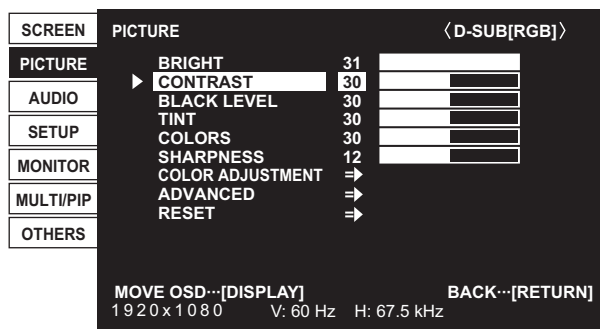 SCREEN
PICTURE
AUDIO
SETUP
MONITOR
MULTI/PIP
OTHERS
PICTURE 〈D-SUB[RGB]〉
BRIGHT 31
CONTRAST 30
BLACK LEVEL 30
TINT 30
COLORS 30
SHARPNESS 12
COLOR ADJUSTMENT
ADVANCED
RESET
MOVE OSD···[DISPLAY] BACK···[RETURN]
1920x1080 V: 60 Hz H: 67.5 kHz